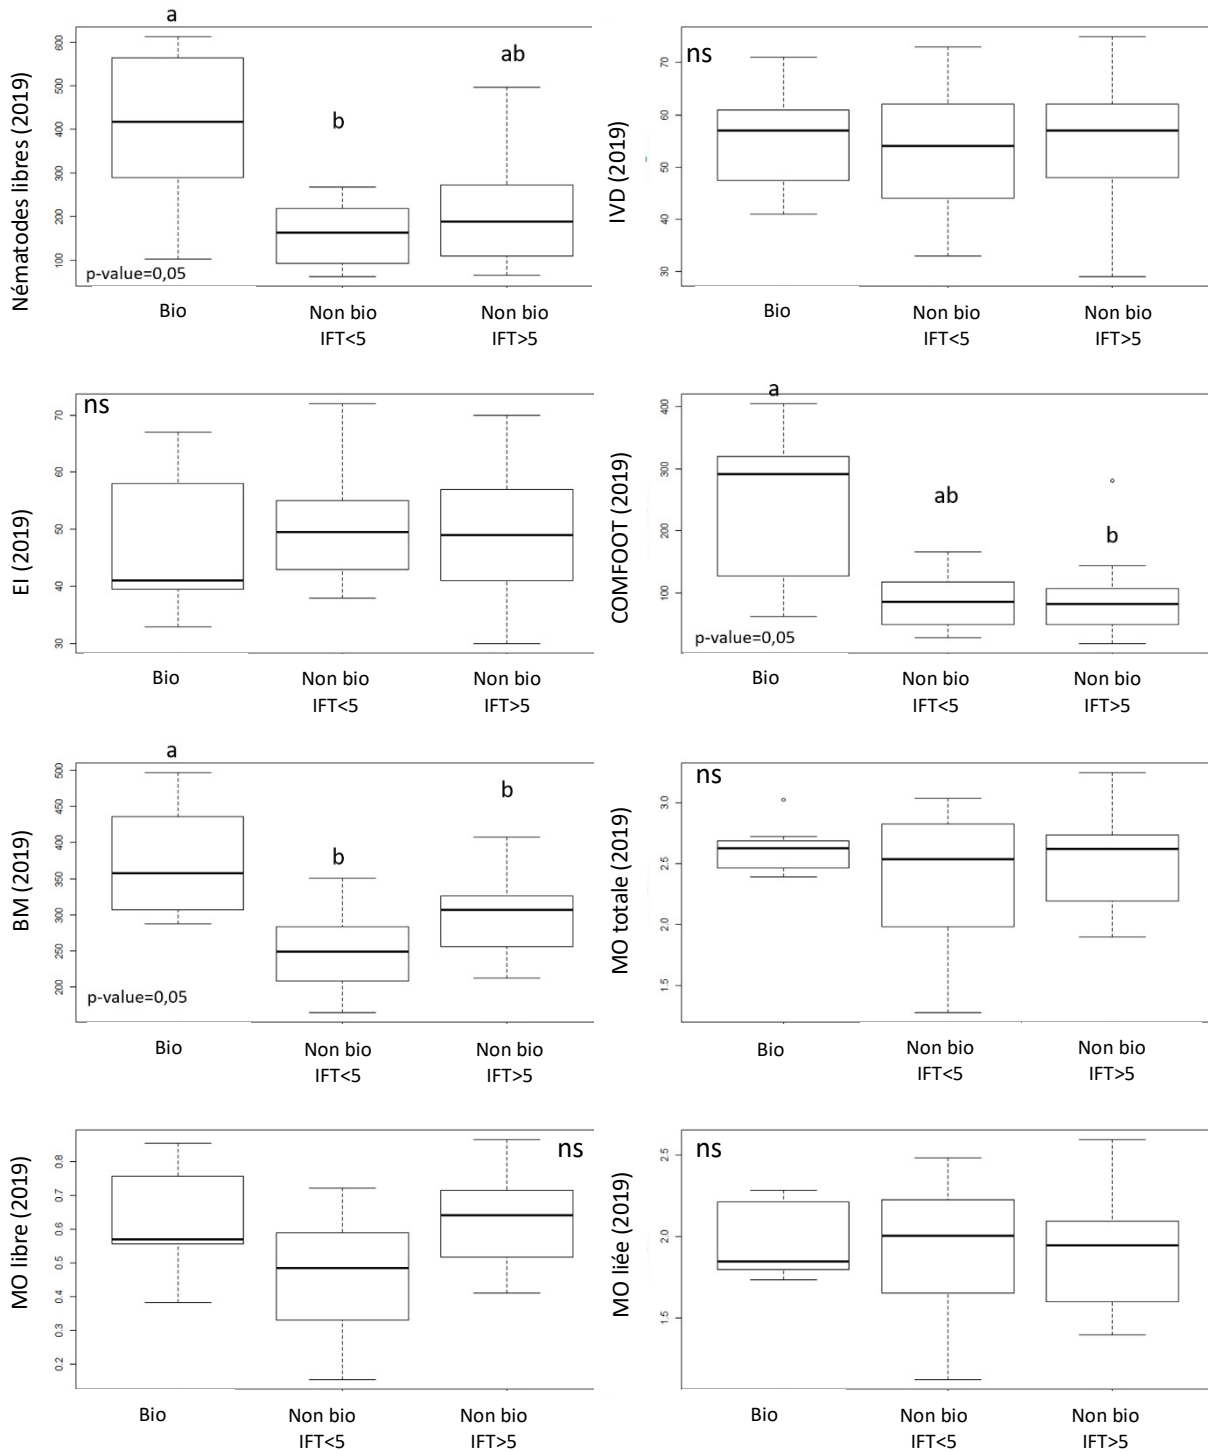 a
b
ab
Nématodes libres (2019)
600
500
400
300
200
100
p-value=0,05
Bio
Non bio
IFT<5
Non bio
IFT>5
ns
IVD (2019)
70
60
50
40
30
Bio
Non bio
IFT<5
Non bio
IFT>5
ns
EI (2019)
70
60
50
40
30
Bio
Non bio
IFT<5
Non bio
IFT>5
a
ab
b
COMFOOT (2019)
400
300
200
100
p-value=0,05
Bio
Non bio
IFT<5
Non bio
IFT>5
a
b
b
BM (2019)
500
450
400
350
300
250
200
p-value=0,05
Bio
Non bio
IFT<5
Non bio
IFT>5
ns
MO totale (2019)
3.0
2.5
2.0
1.5
Bio
Non bio
IFT<5
Non bio
IFT>5
ns
MO libre (2019)
0.8
0.7
0.6
0.5
0.4
0.3
0.2
Bio
Non bio
IFT<5
Non bio
IFT>5
ns
MO liée (2019)
2.5
2.0
1.5
Bio
Non bio
IFT<5
Non bio
IFT>5